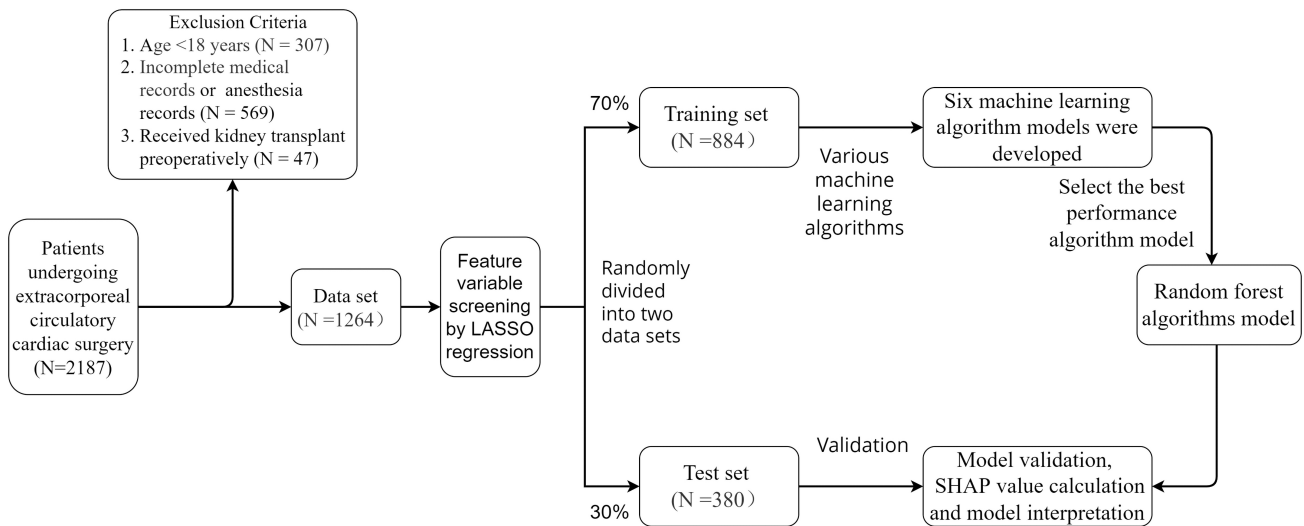 Exclusion Criteria
1. Age <18 years (N = 307)
2. Incomplete medical
records or anesthesia
records (N = 569)
3. Received kidney transplant
preoperatively (N = 47)
Patients
undergoing
extracorporeal
circulatory
cardiac surgery
(N=2187)
Data set
(N =1264）
Feature
variable
screening
by LASSO
regression
Randomly
divided
into two
data sets
70%
Training set
(N =884）
Various
machine
learning
algorithms
Six machine learning
algorithm models were
developed
Select the best
performance
algorithm model
Random forest
algorithms model
30%
Test set
(N =380）
Validation
Model validation,
SHAP value calculation
and model interpretation